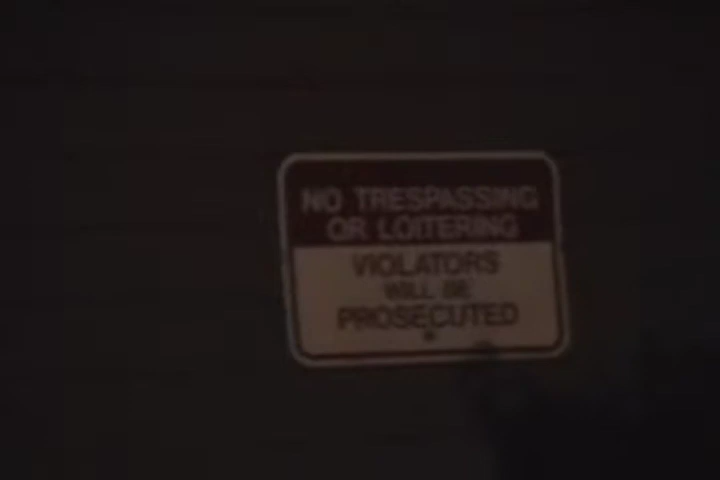 NO TRESPASSING
OR LOITERING
VIOLATORS
WILL BE
PROSECUTED